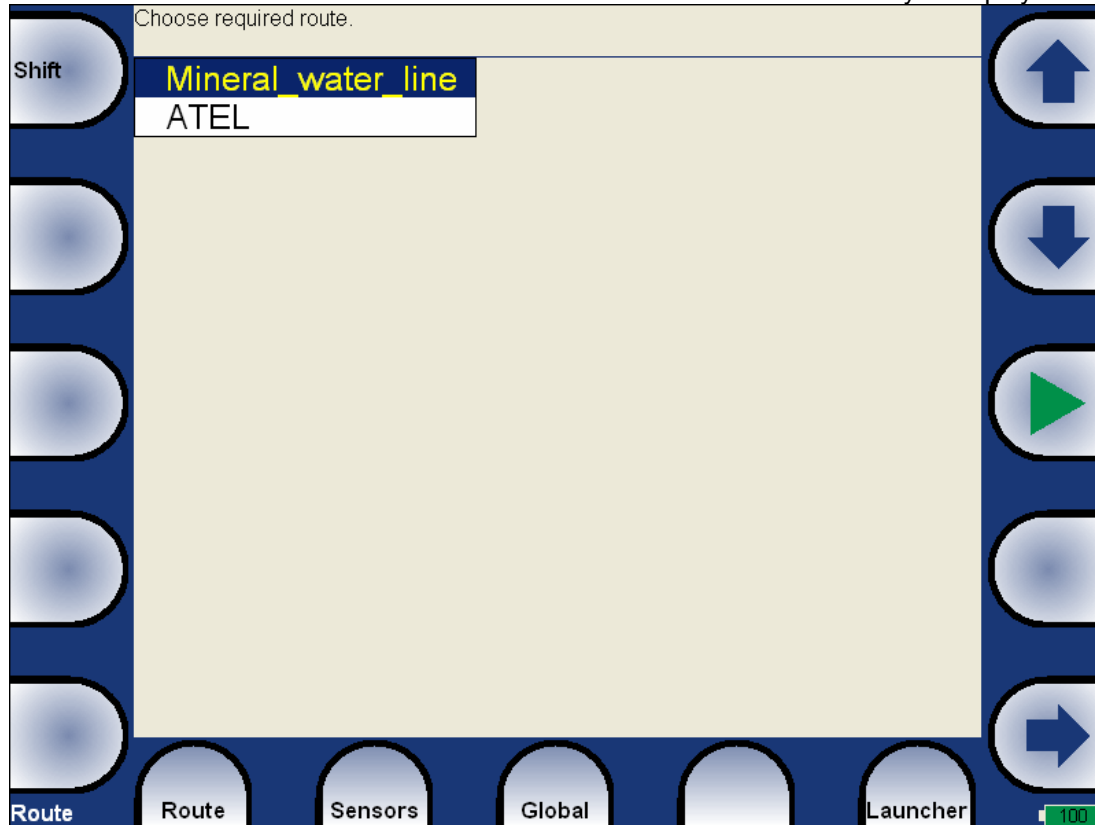 Choose required route.
Shift
Mineral_water_line
ATEL
Route
Route
Sensors
Global
Launcher
100